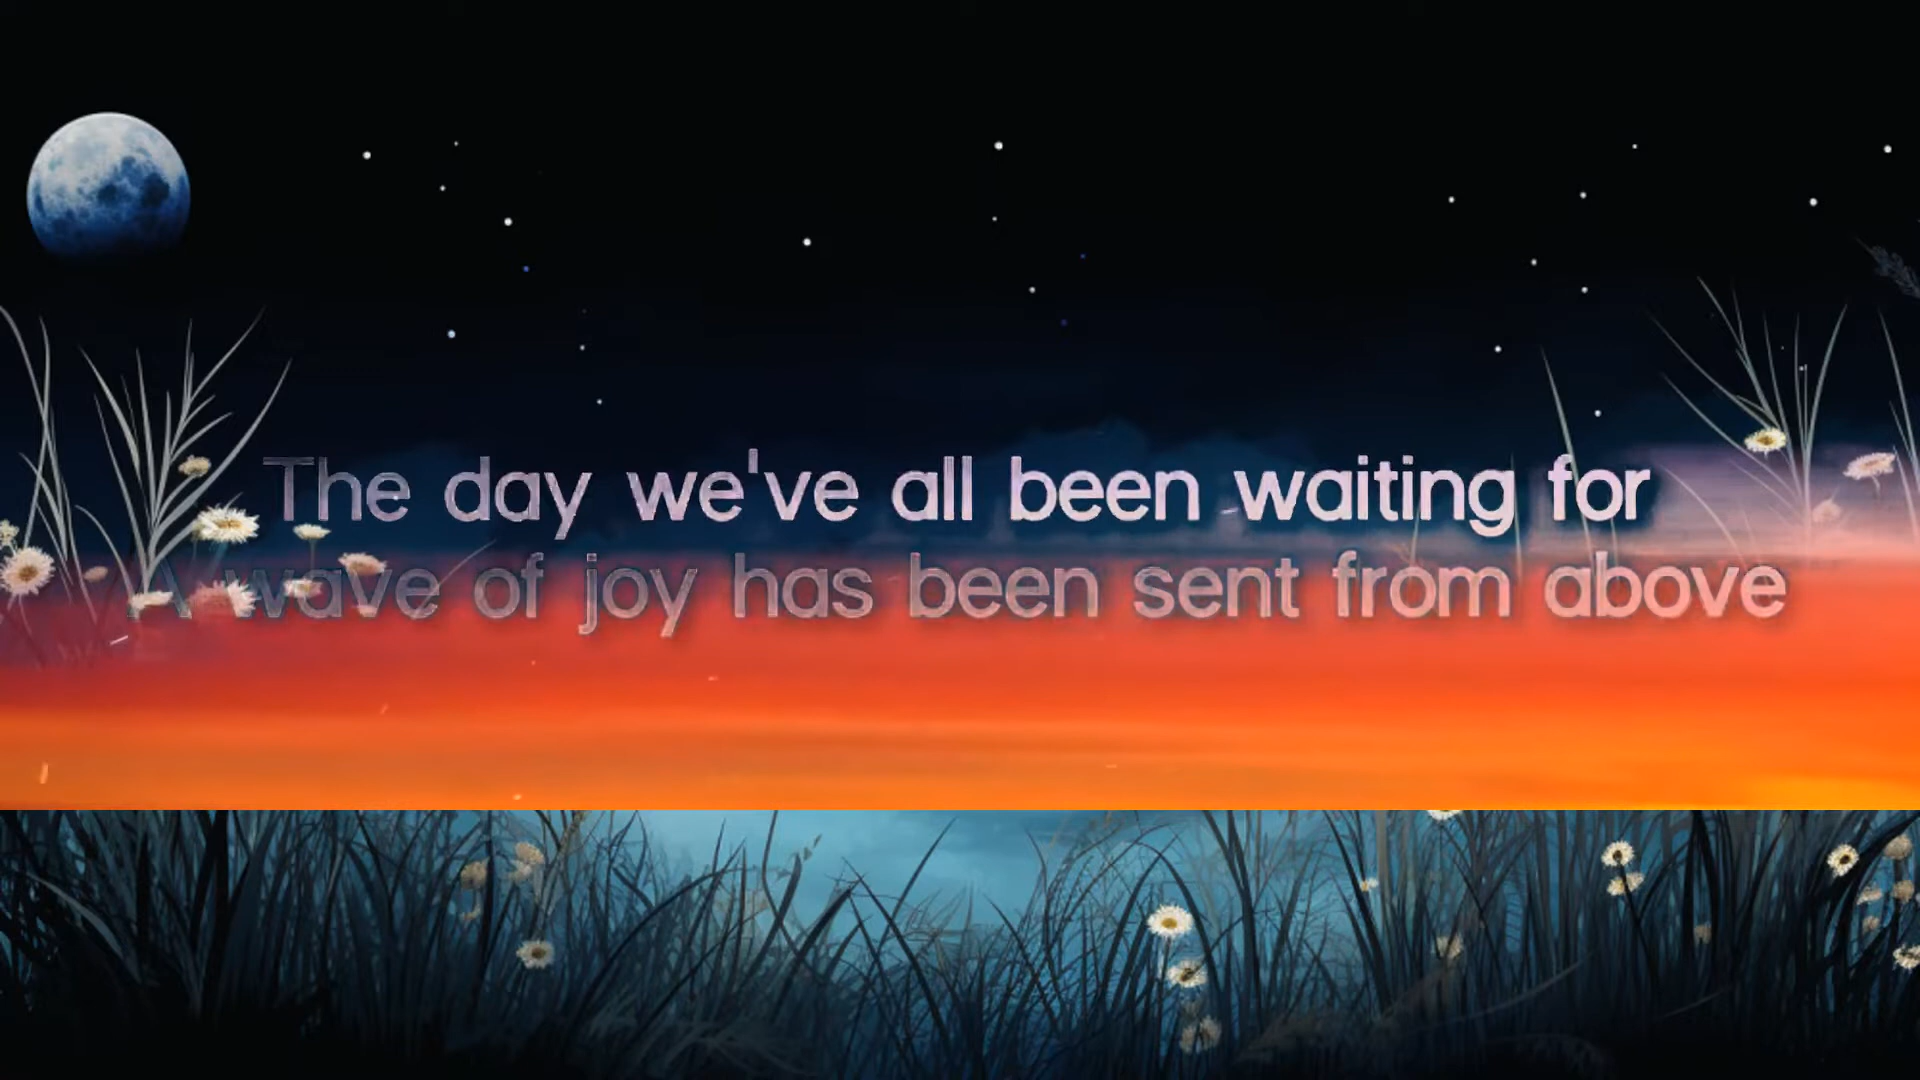 The day we've all been waiting for
A wave of joy has been sent from above